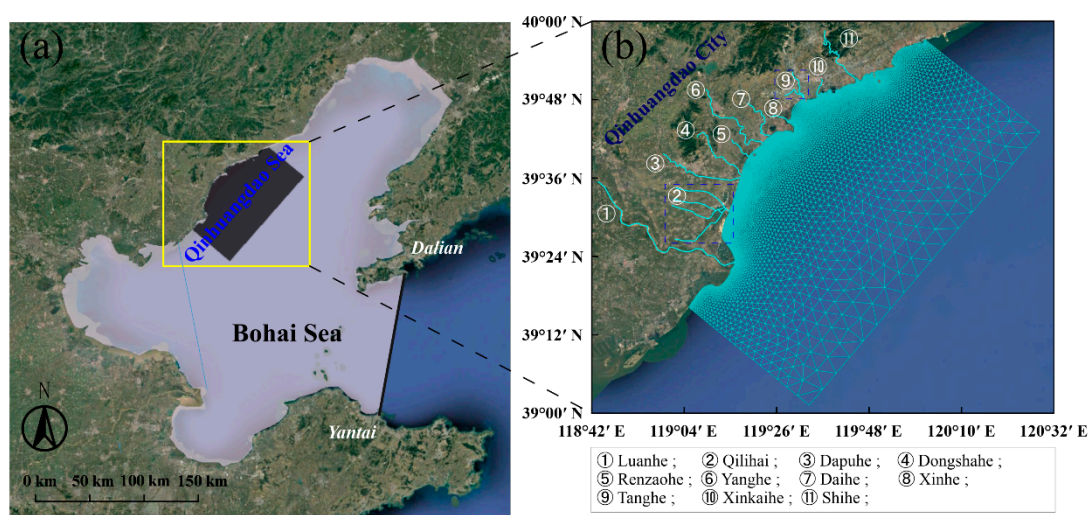 (a)
Qinhuangdao Sea
Dalian
Bohai Sea
Yantai
N
0 km 50 km 100 km 150 km
(b)
Qinhuangdao City
40°00′ N
39°48′ N
39°36′ N
39°24′ N
39°12′ N
39°00′ N
⑪
⑩
⑨
⑥
⑦
⑧
④
⑤
③
②
①
118°42′ E 119°04′ E 119°26′ E 119°48′ E 120°10′ E 120°32′ E
① Luanhe ; ② Qilihai ; ③ Dapuhe ; ④ Dongshahe ;
⑤ Renzaohe ; ⑥ Yanghe ; ⑦ Daihe ; ⑧ Xinhe ;
⑨ Tanghe ; ⑩ Xinkaihe ; ⑪ Shihe ;